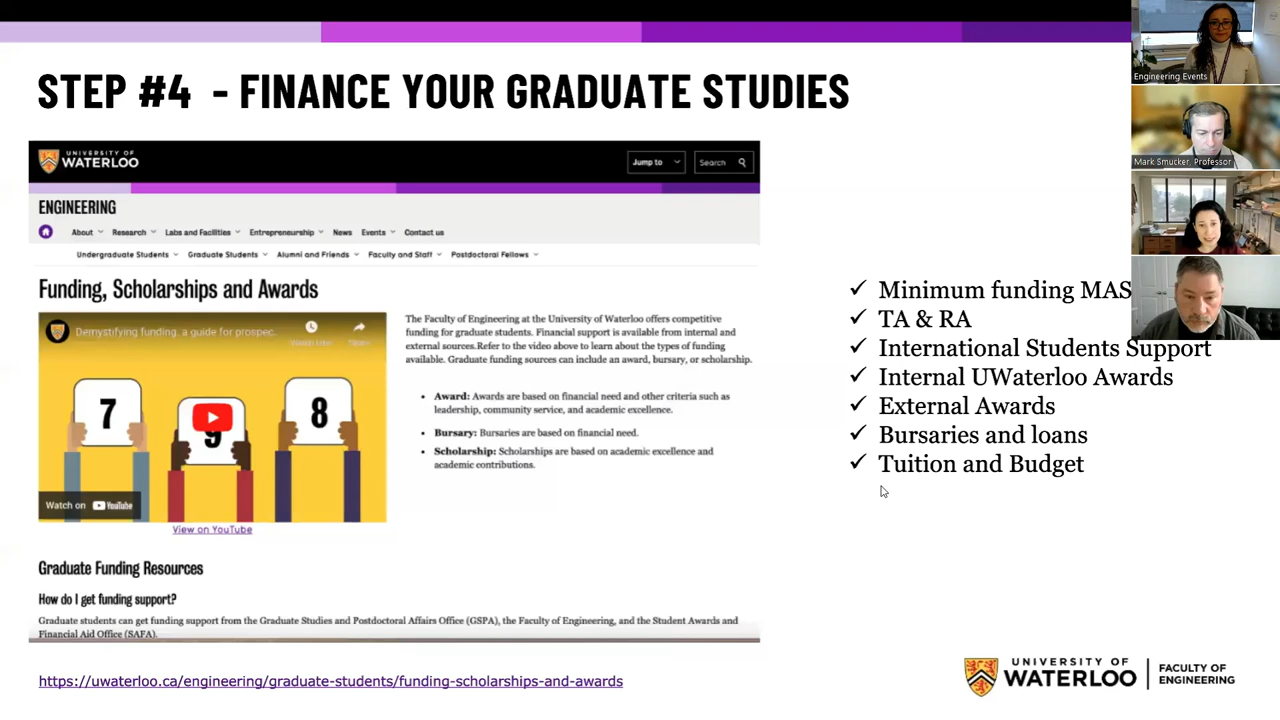 STEP #4 - FINANCE YOUR GRADUATE STUDIES
UNIVERSITY OF
WATERLOO
Jump to
Search
ENGINEERING
About
Research
Labs and Facilities
Entrepreneurship
News
Events
Contact us
Undergraduate Students
Graduate Students
Alumni and Friends
Faculty and Staff
Postdoctoral Fellows
Funding, Scholarships and Awards
Demystifying funding, a guide for prospec...
7
9
8
Watch on YouTube
View on YouTube
The Faculty of Engineering at the University of Waterloo offers competitive
funding for graduate students. Financial support is available from internal and
external sources.Refer to the video above to learn about the types of funding
available. Graduate funding sources can include an award, bursary, or scholarship.
Award: Awards are based on financial need and other criteria such as
leadership, community service, and academic excellence.
Bursary: Bursaries are based on financial need.
Scholarship: Scholarships are based on academic excellence and
academic contributions.
Graduate Funding Resources
How do I get funding support?
Graduate students can get funding support from the Graduate Studies and Postdoctoral Affairs Office (GSPA), the Faculty of Engineering, and the Student Awards and
Financial Aid Office (SAFA).
✓ Minimum funding MAS
✓ TA & RA
✓ International Students Support
✓ Internal UWaterloo Awards
✓ External Awards
✓ Bursaries and loans
✓ Tuition and Budget
https://uwaterloo.ca/engineering/graduate-students/funding-scholarships-and-awards
UNIVERSITY OF
WATERLOO
FACULTY OF
ENGINEERING
Engineering Events
Mark Smucker, Professor